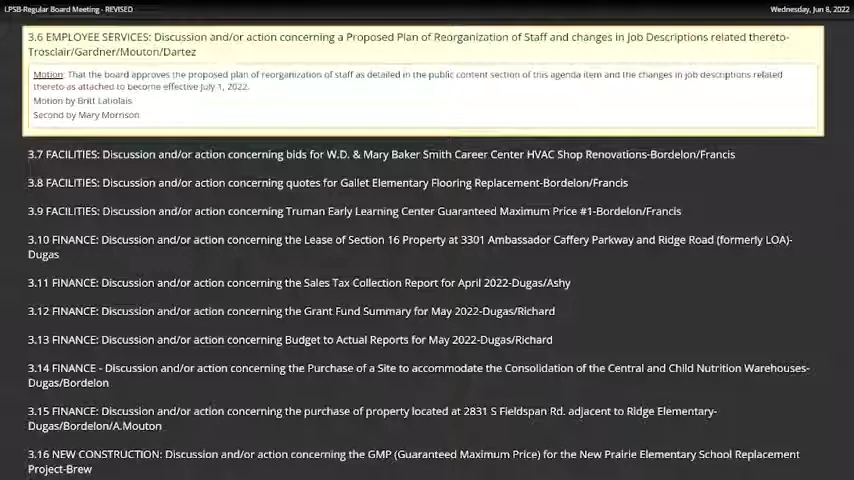 LPSB-Regular Board Meeting - REVISED
Wednesday, Jun 8, 2022
3.6 EMPLOYEE SERVICES: Discussion and/or action concerning a Proposed Plan of Reorganization of Staff and changes in Job Descriptions related thereto-
Trosclair/Gardner/Mouton/Dartez
Motion: That the board approves the proposed plan of reorganization of staff as detailed in the public content section of this agenda item and the changes in job descriptions related
thereto as attached to become effective July 1, 2022.
Motion by Britt Latiolais
Second by Mary Morrison
3.7 FACILITIES: Discussion and/or action concerning bids for W.D. & Mary Baker Smith Career Center HVAC Shop Renovations-Bordelon/Francis
3.8 FACILITIES: Discussion and/or action concerning quotes for Gallet Elementary Flooring Replacement-Bordelon/Francis
3.9 FACILITIES: Discussion and/or action concerning Truman Early Learning Center Guaranteed Maximum Price #1-Bordelon/Francis
3.10 FINANCE: Discussion and/or action concerning the Lease of Section 16 Property at 3301 Ambassador Caffery Parkway and Ridge Road (formerly LOA)-
Dugas
3.11 FINANCE: Discussion and/or action concerning the Sales Tax Collection Report for April 2022-Dugas/Ashy
3.12 FINANCE: Discussion and/or action concerning the Grant Fund Summary for May 2022-Dugas/Richard
3.13 FINANCE: Discussion and/or action concerning Budget to Actual Reports for May 2022-Dugas/Richard
3.14 FINANCE - Discussion and/or action concerning the Purchase of a Site to accommodate the Consolidation of the Central and Child Nutrition Warehouses-
Dugas/Bordelon
3.15 FINANCE: Discussion and/or action concerning the purchase of property located at 2831 S Fieldspan Rd. adjacent to Ridge Elementary-
Dugas/Bordelon/A.Mouton
3.16 NEW CONSTRUCTION: Discussion and/or action concerning the GMP (Guaranteed Maximum Price) for the New Prairie Elementary School Replacement
Project-Brew